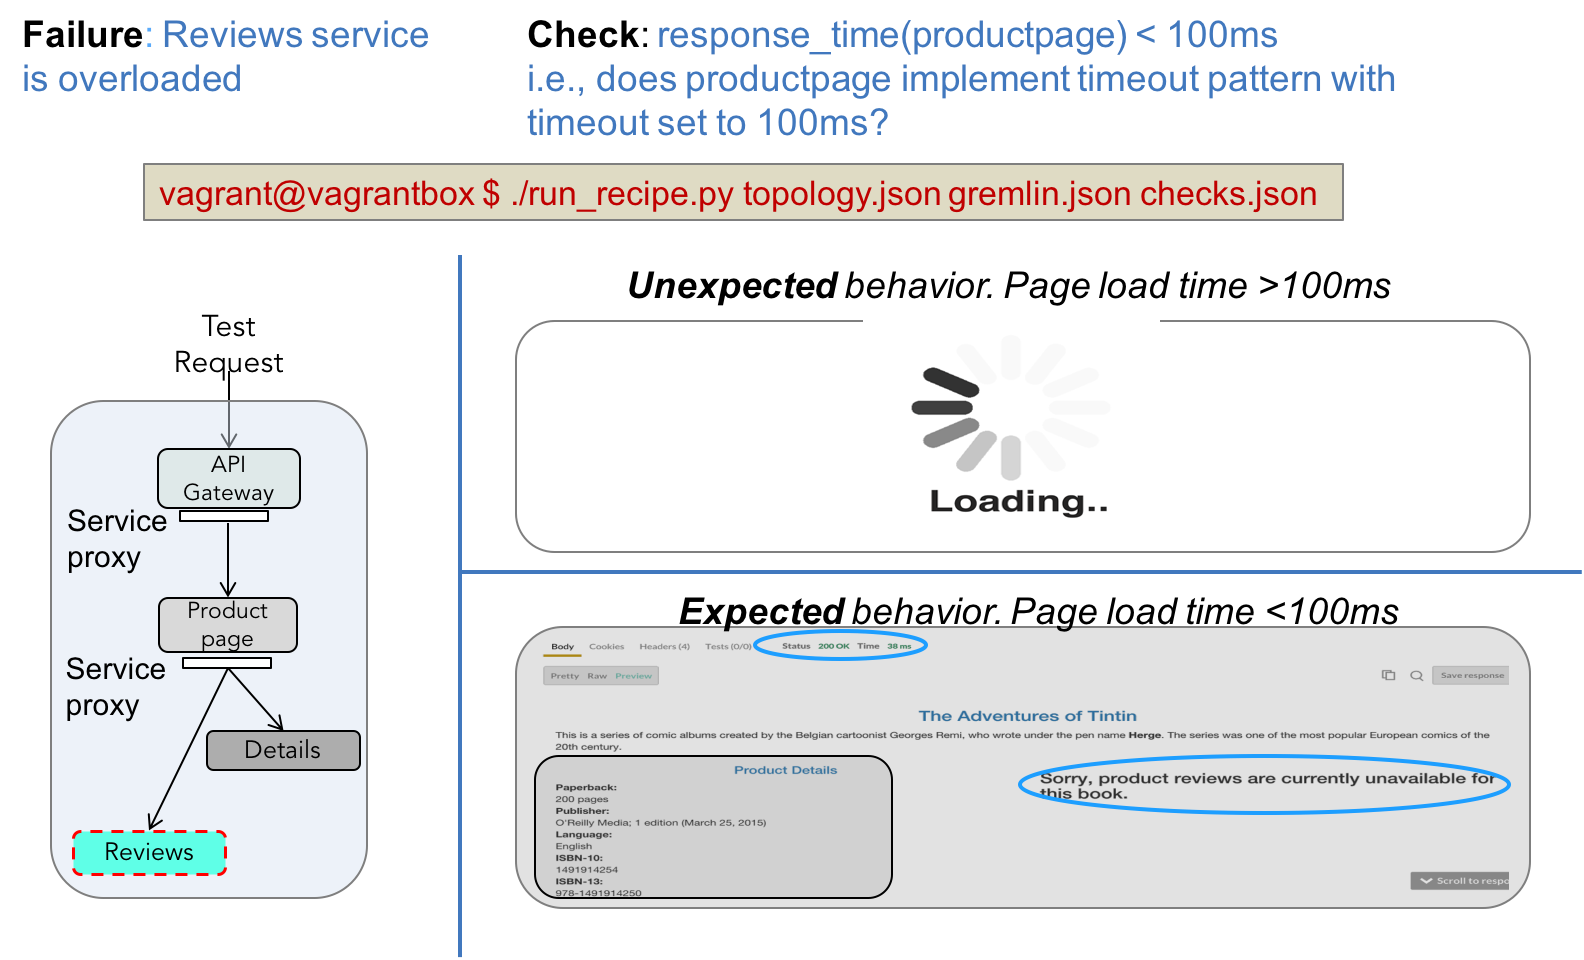 Failure: Reviews service
is overloaded
Check: response_time(productpage) < 100ms
i.e., does productpage implement timeout pattern with
timeout set to 100ms?
vagrant@vagrantbox $ ./run_recipe.py topology.json gremlin.json checks.json
Test
Request
API
Gateway
Service
proxy
Product
page
Service
proxy
Details
Reviews
Unexpected behavior. Page load time >100ms
Loading..
Expected behavior. Page load time <100ms
Body Cookies Headers (4) Tests (0/0) Status 200 OK Time 38 ms
Pretty Raw Preview Save response
The Adventures of Tintin
This is a series of comic albums created by the Belgian cartoonist Georges Remi, who wrote under the pen name Herge. The series was one of the most popular European comics of the
20th century.
Product Details
Paperback:
200 pages
Publisher:
O'Reilly Media; 1 edition (March 25, 2015)
Language:
English
ISBN-10:
1491914254
ISBN-13:
978-1491914250
Sorry, product reviews are currently unavailable for
this book.
Scroll to respo